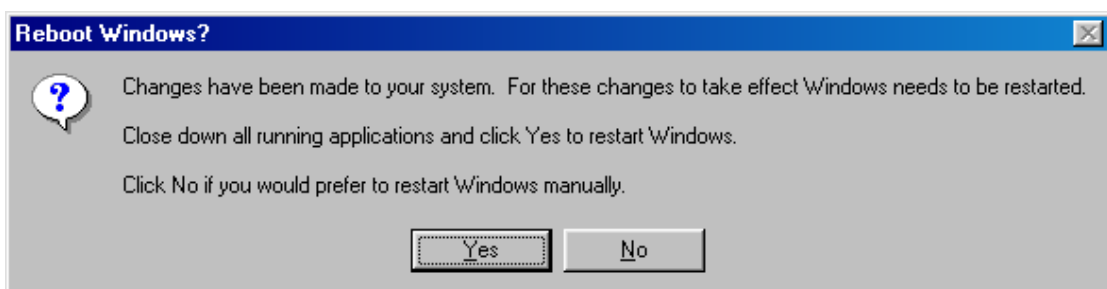 Reboot Windows?
Changes have been made to your system.  For these changes to take effect Windows needs to be restarted.
Close down all running applications and click Yes to restart Windows.
Click No if you would prefer to restart Windows manually.
Yes No